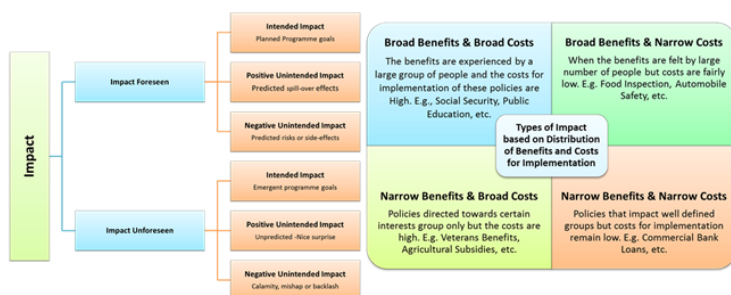 Impact
Impact Foreseen
Intended Impact
Planned Programme goals
Positive Unintended Impact
Predicted spill-over effects
Negative Unintended Impact
Predicted risks or side-effects
Impact Unforeseen
Intended Impact
Emergent programme goals
Positive Unintended Impact
Unpredicted -Nice surprise
Negative Unintended Impact
Calamity, mishap or backlash
Broad Benefits & Broad Costs
The benefits are experienced by a
large group of people and the costs for
implementation of these policies are
High. E.g., Social Security, Public
Education, etc.
Broad Benefits & Narrow Costs
When the benefits are felt by large
number of people but costs are fairly
low. E.g. Food Inspection, Automobile
Safety, etc.
Types of Impact
based on Distribution
of Benefits and Costs
for Implementation
Narrow Benefits & Broad Costs
Policies directed towards certain
interests group only but the costs are
high. E.g. Veterans Benefits,
Agricultural Subsidies, etc.
Narrow Benefits & Narrow Costs
Policies that impact well defined
groups but costs for implementation
remain low. E.g. Commercial Bank
Loans, etc.